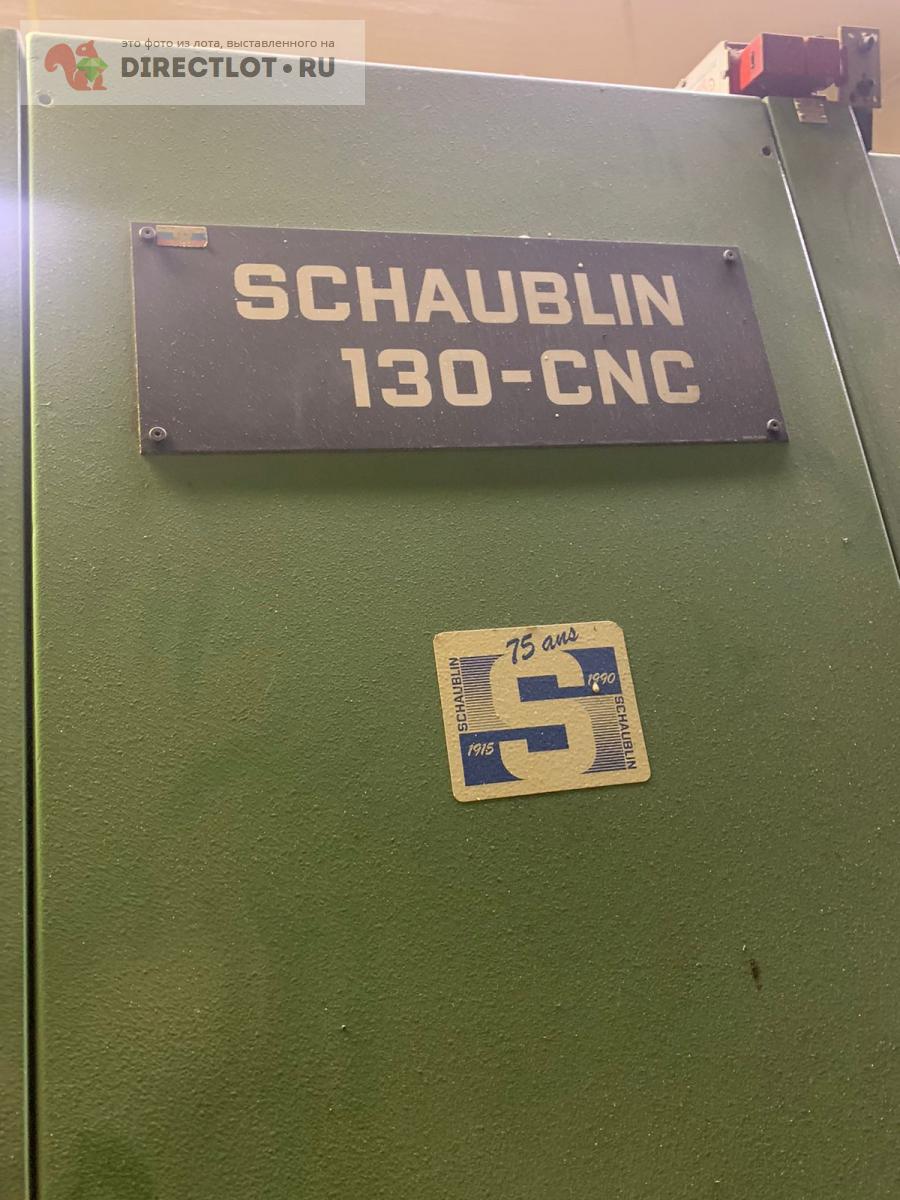 это фото из лота, выставленного на
DIRECTLOT.RU
SCHAUBLIN
130-CNC
75 ans
SCHAUBLIN
S
1990
1915
SCHAUBLIN